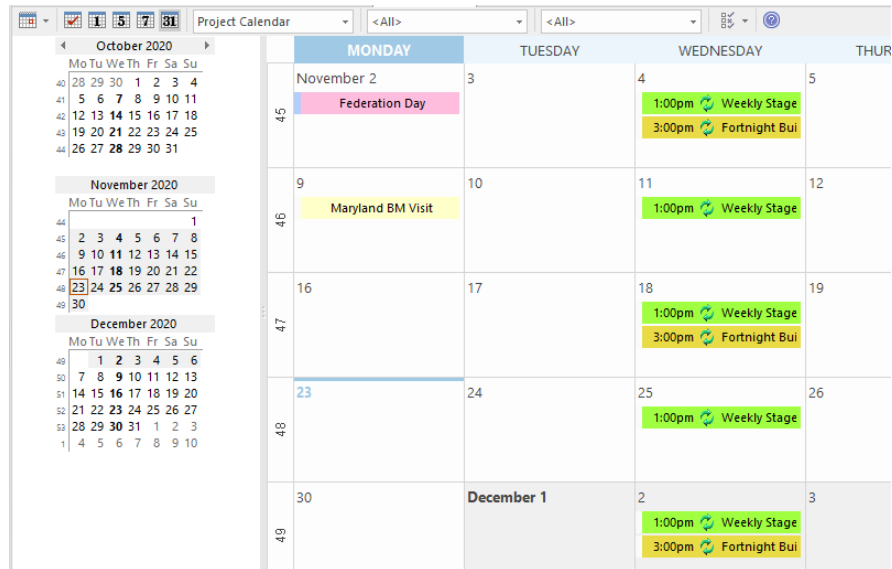 1 5 7 31 Project Calendar <All> <All>
October 2020
Mo Tu We Th Fr Sa Su
40 28 29 30 1 2 3 4
41 5 6 7 8 9 10 11
42 12 13 14 15 16 17 18
43 19 20 21 22 23 24 25
44 26 27 28 29 30 31
November 2020
Mo Tu We Th Fr Sa Su
44 1
45 2 3 4 5 6 7 8
46 9 10 11 12 13 14 15
47 16 17 18 19 20 21 22
48 23 24 25 26 27 28 29
49 30
December 2020
Mo Tu We Th Fr Sa Su
49 1 2 3 4 5 6
50 7 8 9 10 11 12 13
51 14 15 16 17 18 19 20
52 21 22 23 24 25 26 27
53 28 29 30 31 1 2 3
1 4 5 6 7 8 9 10
MONDAY TUESDAY WEDNESDAY THUR
45
November 2 3 4 5
Federation Day 1:00pm Weekly Stage
3:00pm Fortnight Bui
46
9 10 11 12
Maryland BM Visit 1:00pm Weekly Stage
47
16 17 18 19
1:00pm Weekly Stage
3:00pm Fortnight Bui
48
23 24 25 26
1:00pm Weekly Stage
49
30 December 1 2 3
1:00pm Weekly Stage
3:00pm Fortnight Bui